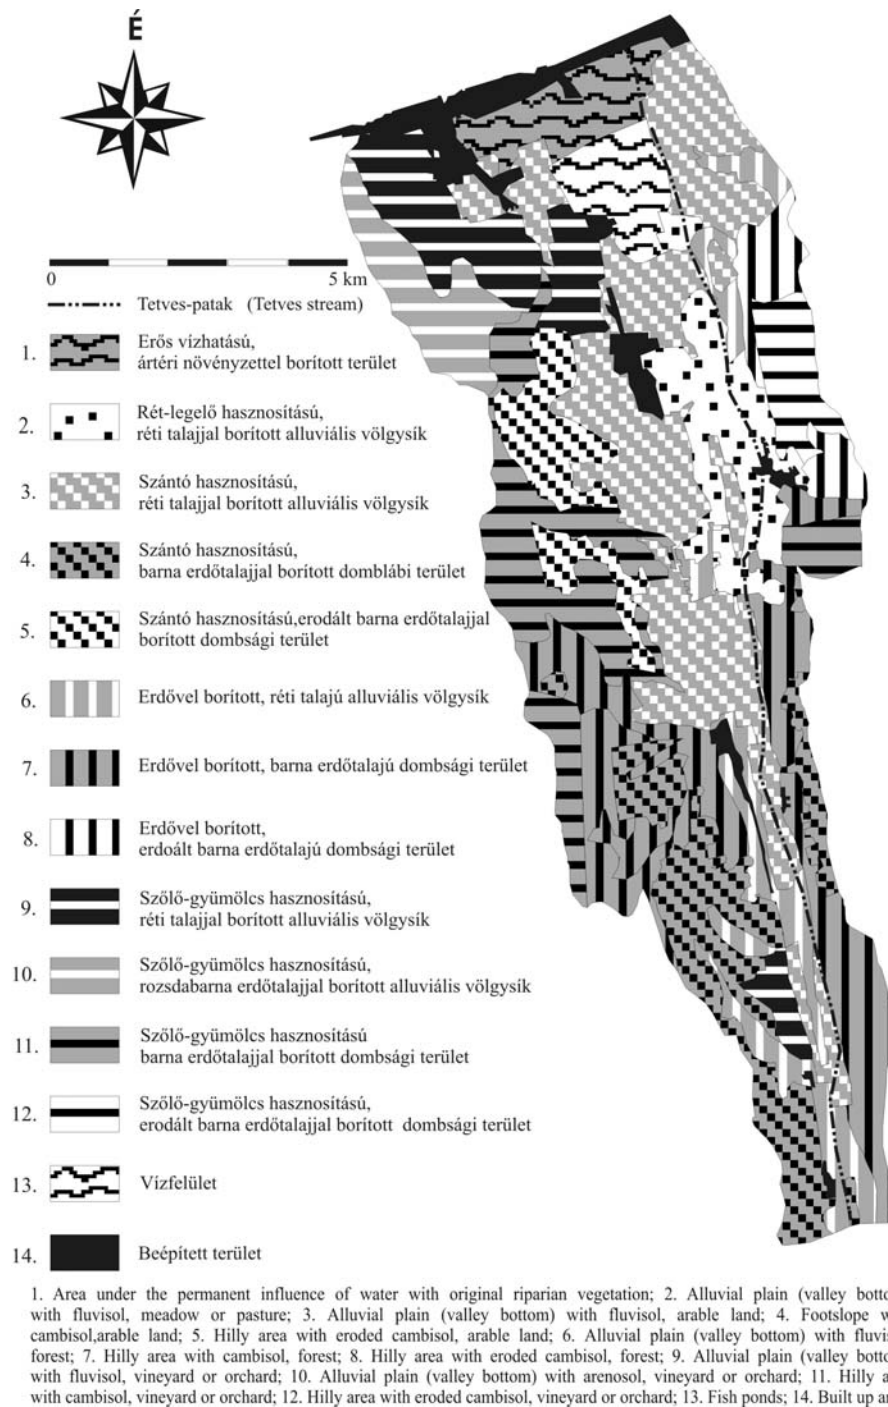 É
0 5 km
Tetves-patak (Tetves stream)
1. Erős vízhatású,
ártéri növényzettel borított terület
2. Rét-legelő hasznosítású,
réti talajjal borított alluviális völgysík
3. Szántó hasznosítású,
réti talajjal borított alluviális völgysík
4. Szántó hasznosítású,
barna erdőtalajjal borított domblábi terület
5. Szántó hasznosítású,erodált barna erdőtalajjal
borított dombsági terület
6. Erdővel borított, réti talajú alluviális völgysík
7. Erdővel borított, barna erdőtalajú dombsági terület
8. Erdővel borított,
erdoált barna erdőtalajú dombsági terület
9. Szőlő-gyümölcs hasznosítású,
réti talajjal borított alluviális völgysík
10. Szőlő-gyümölcs hasznosítású,
rozsdabarna erdőtalajjal borított alluviális völgysík
11. Szőlő-gyümölcs hasznosítású
barna erdőtalajjal borított dombsági terület
12. Szőlő-gyümölcs hasznosítású,
erodált barna erdőtalajjal borított dombsági terület
13. Vízfelület
14. Beépített terület
1. Area under the permanent influence of water with original riparian vegetation; 2. Alluvial plain (valley botto
with fluvisol, meadow or pasture; 3. Alluvial plain (valley bottom) with fluvisol, arable land; 4. Footslope w
cambisol,arable land; 5. Hilly area with eroded cambisol, arable land; 6. Alluvial plain (valley bottom) with fluvis
forest; 7. Hilly area with cambisol, forest; 8. Hilly area with eroded cambisol, forest; 9. Alluvial plain (valley botto
with fluvisol, vineyard or orchard; 10. Alluvial plain (valley bottom) with arenosol, vineyard or orchard; 11. Hilly a
with cambisol, vineyard or orchard; 12. Hilly area with eroded cambisol, vineyard or orchard; 13. Fish ponds; 14. Built up ar